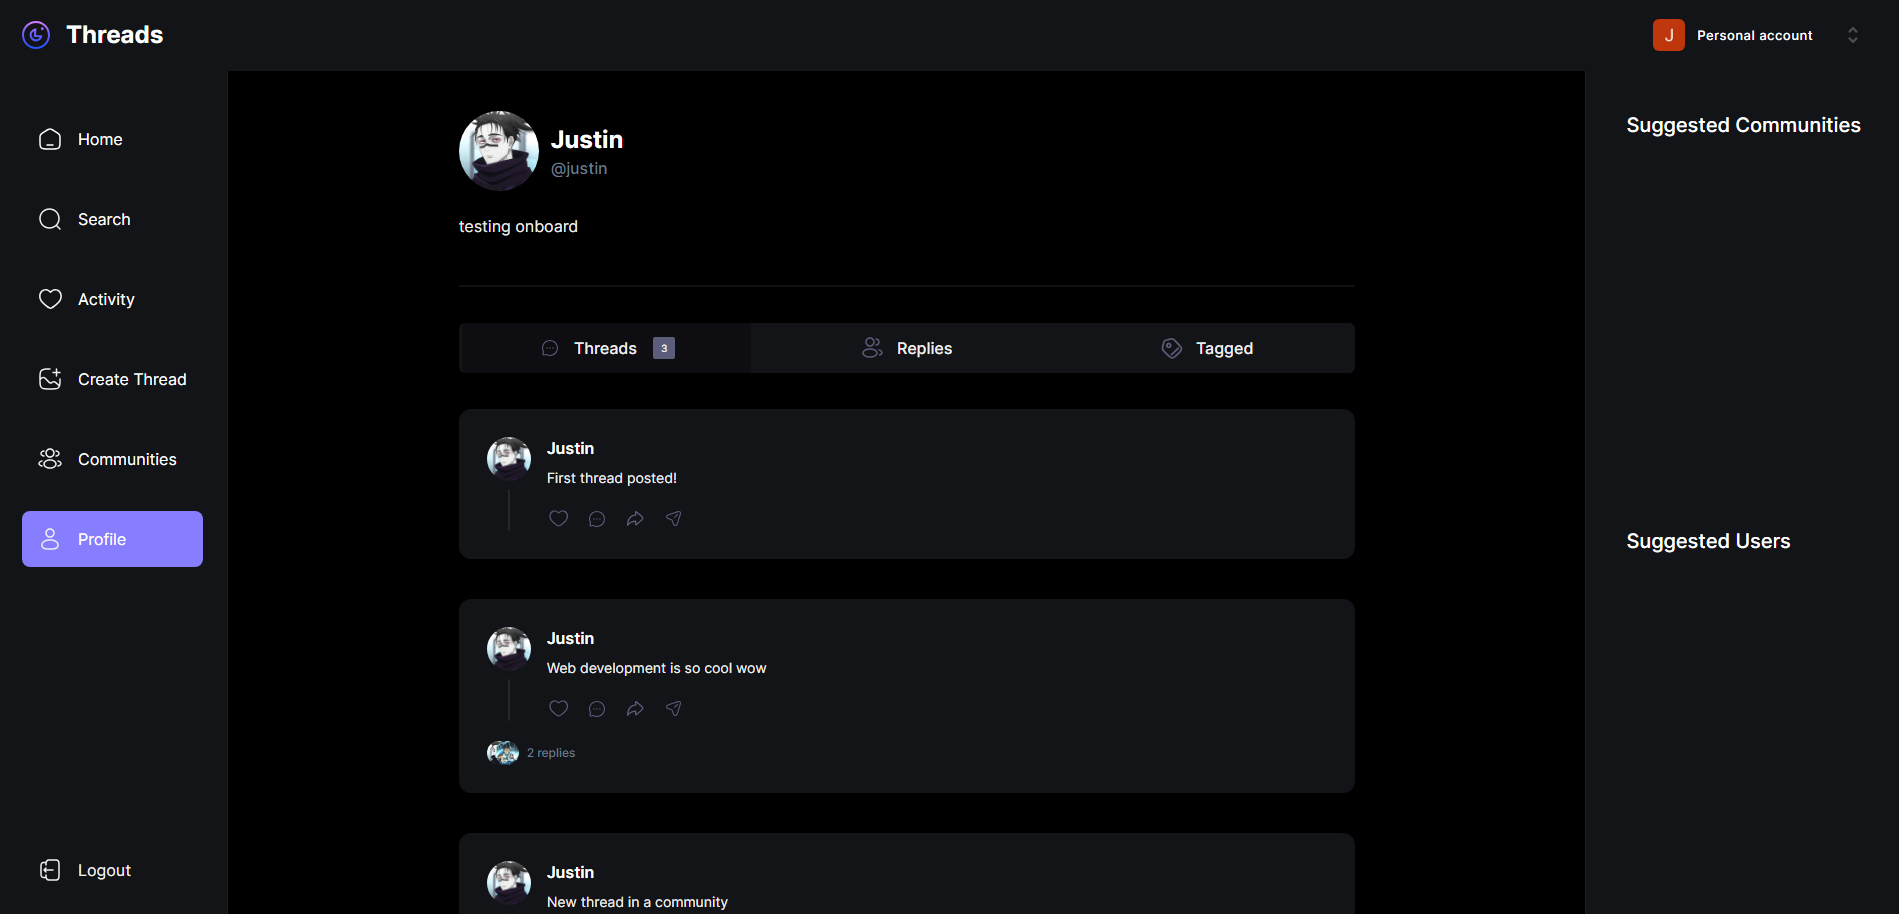 Threads
J Personal account
Home
Search
Activity
Create Thread
Communities
Profile
Logout
Justin
@justin
testing onboard
Threads 3
Replies
Tagged
Justin
First thread posted!
Justin
Web development is so cool wow
2 replies
Justin
New thread in a community
Suggested Communities
Suggested Users